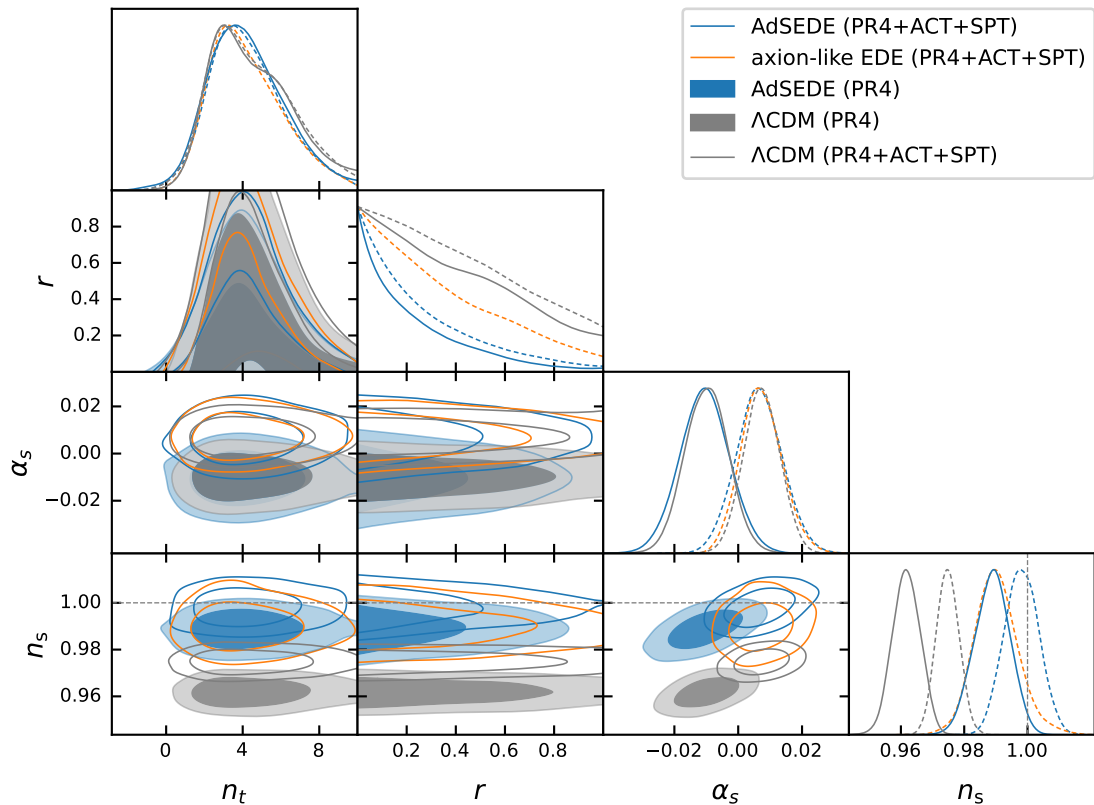 AdSEDE (PR4+ACT+SPT)
axion-like EDE (PR4+ACT+SPT)
AdSEDE (PR4)
ΛCDM (PR4)
ΛCDM (PR4+ACT+SPT)
0.8
0.6
0.4
0.2
r
0.02
0.00
−0.02
α_s
1.00
0.98
0.96
n_s
0 4 8
0.2 0.4 0.6 0.8
−0.02 0.00 0.02
0.96 0.98 1.00
n_t
r
α_s
n_s